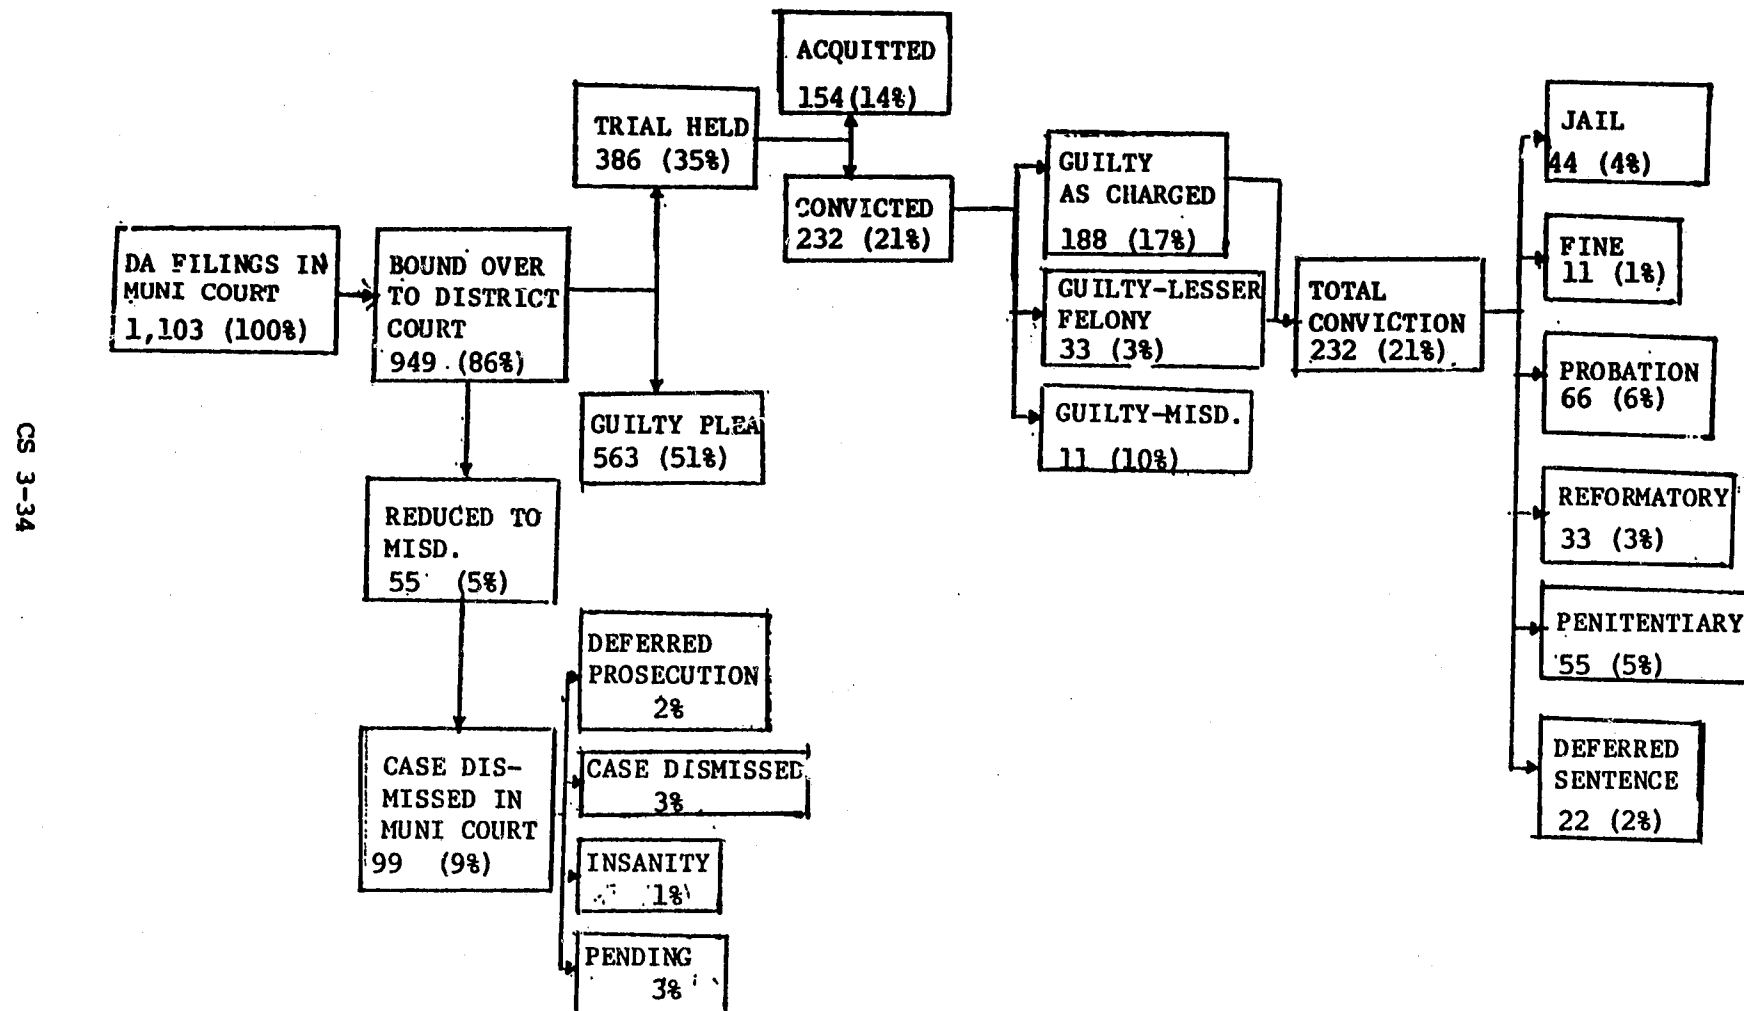 ACQUITTED
154 (14%)
TRIAL HELD
386 (35%)
CONVICTED
232 (21%)
DA FILINGS IN
MUNI COURT
1,103 (100%)
BOUND OVER
TO DISTRICT
COURT
949 (86%)
GUILTY PLEA
563 (51%)
REDUCED TO
MISD.
55 (5%)
CASE DIS-
MISSED IN
MUNI COURT
99 (9%)
DEFERRED
PROSECUTION
2%
CASE DISMISSED
3%
INSANITY
1%
PENDING
3%
GUILTY
AS CHARGED
188 (17%)
GUILTY-LESSER
FELONY
33 (3%)
GUILTY-MISD.
11 (10%)
TOTAL
CONVICTION
232 (21%)
JAIL
44 (4%)
FINE
11 (1%)
PROBATION
66 (6%)
REFORMATORY
33 (3%)
PENITENTIARY
55 (5%)
DEFERRED
SENTENCE
22 (2%)
CS 3-34